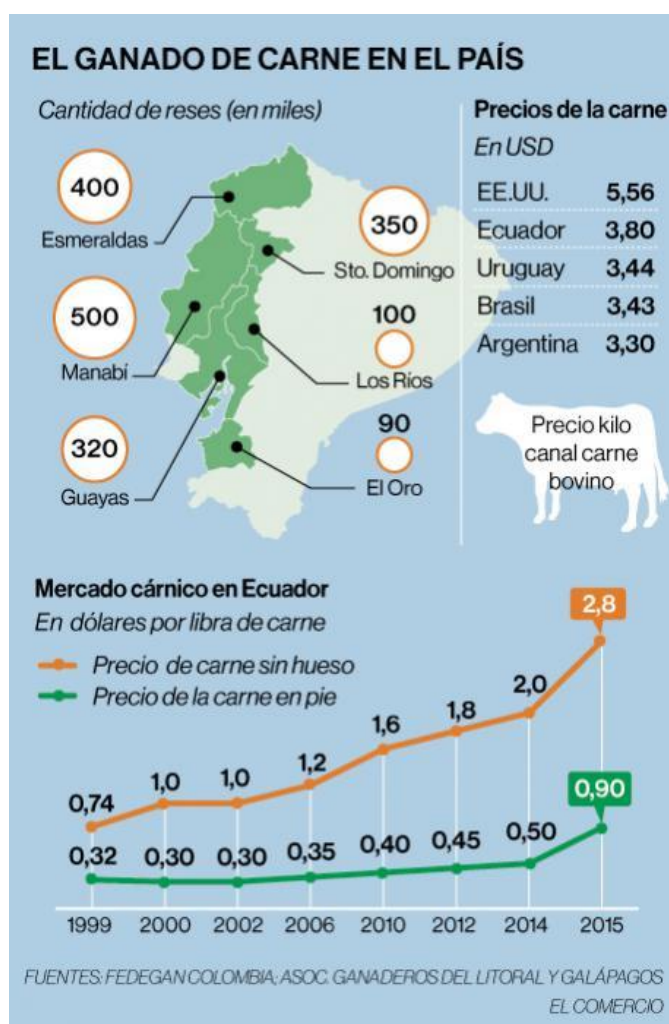 EL GANADO DE CARNE EN EL PAÍS
Cantidad de reses (en miles)
400
Esmeraldas
500
Manabí
320
Guayas
350
Sto. Domingo
100
Los Ríos
90
El Oro
Precios de la carne
En USD
EE.UU. 5,56
Ecuador 3,80
Uruguay 3,44
Brasil 3,43
Argentina 3,30
Precio kilo
canal carne
bovino
Mercado cárnico en Ecuador
En dólares por libra de carne
Precio de carne sin hueso
Precio de la carne en pie
0,74 1,0 1,0 1,2 1,6 1,8 2,0 2,8
0,32 0,30 0,30 0,35 0,40 0,45 0,50 0,90
1999 2000 2002 2006 2010 2012 2014 2015
FUENTES: FEDEGAN COLOMBIA; ASOC. GANADEROS DEL LITORAL Y GALÁPAGOS
EL COMERCIO